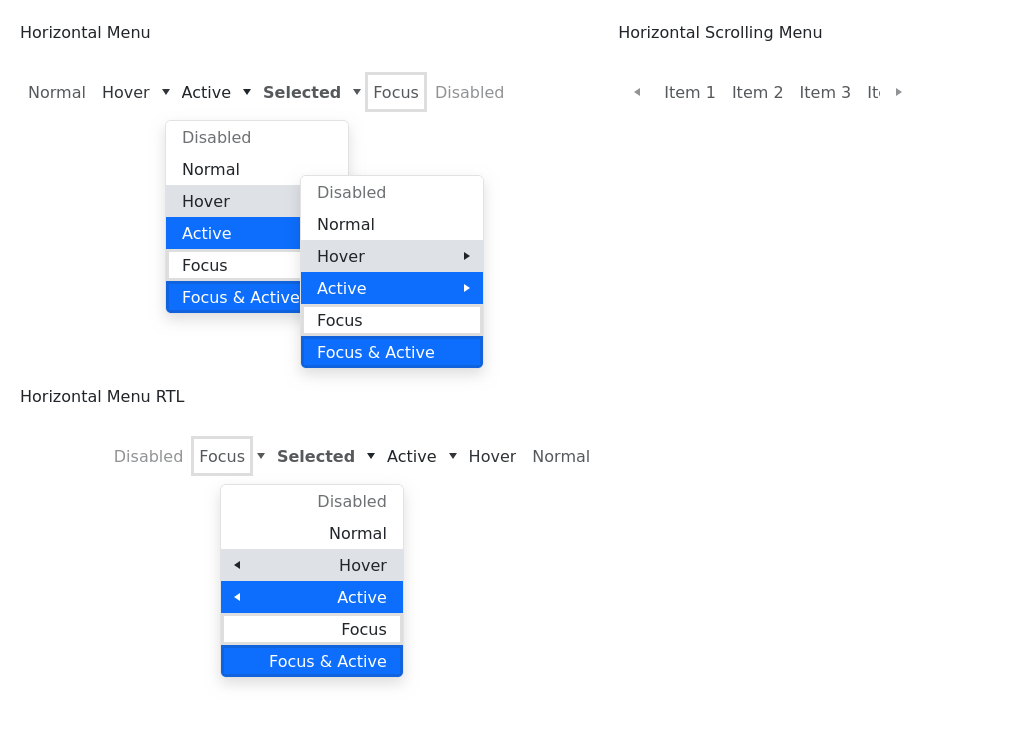 Horizontal Menu
Horizontal Scrolling Menu
Normal Hover Active Selected Focus Disabled
Item 1 Item 2 Item 3
Disabled
Normal
Hover
Active
Focus
Focus & Active
Disabled
Normal
Hover
Active
Focus
Focus & Active
Horizontal Menu RTL
Disabled Focus Selected Active Hover Normal
Disabled
Normal
Hover
Active
Focus
Focus & Active